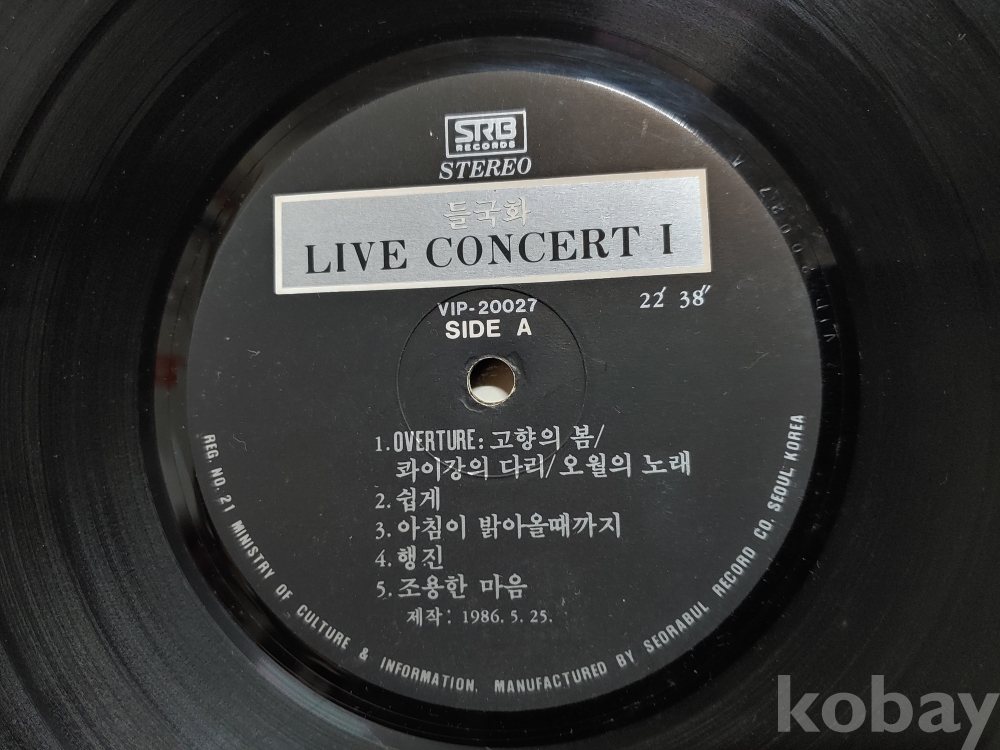 SRB
RECORDS
STEREO
들국화
LIVE CONCERT I
VIP-20027
22′ 38″
SIDE A
1. OVERTURE: 고향의 봄/
콰이강의 다리/오월의 노래
2. 쉽게
3. 아침이 밝아올때까지
4. 행진
5. 조용한 마음
제작: 1986. 5. 25.
REG. NO. 21 MINISTRY OF CULTURE & INFORMATION. MANUFACTURED BY SEORABUL RECORD CO. SEOUL KOREA
kobay